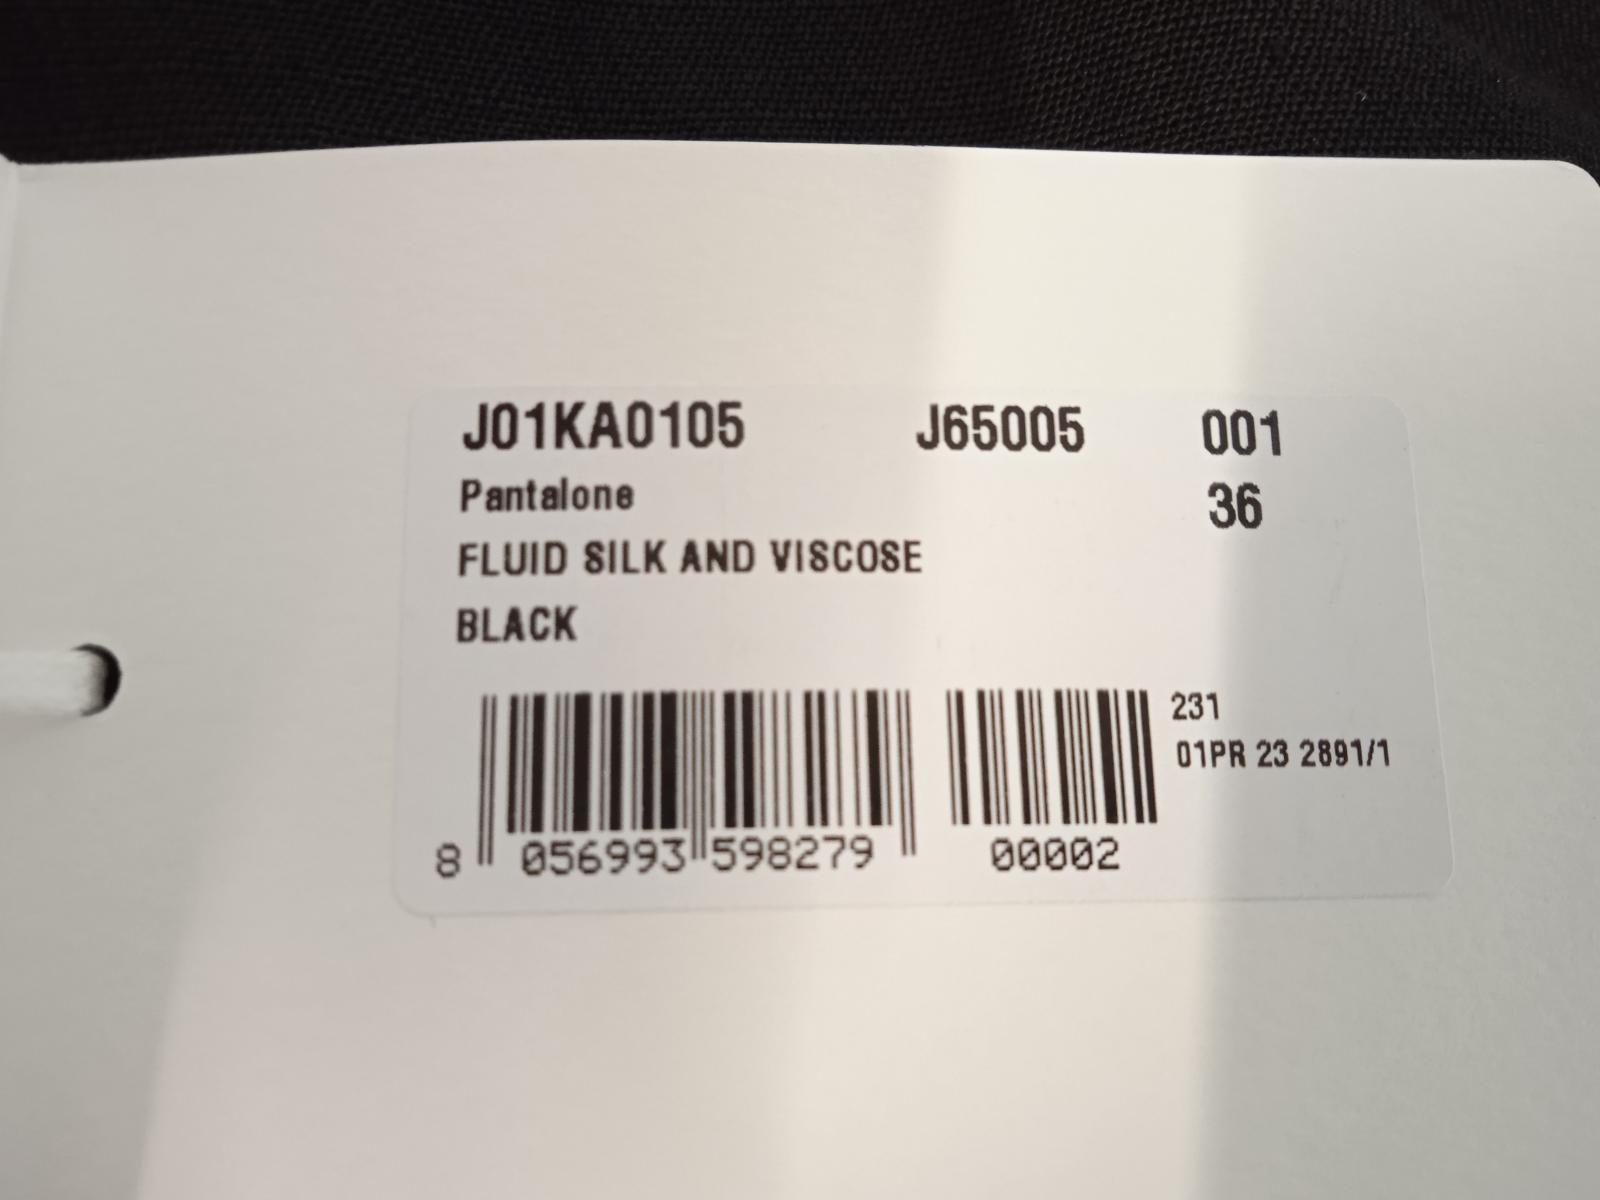 J01KA0105 J65005 001
Pantalone 36
FLUID SILK AND VISCOSE
BLACK
231
01PR 23 2891/1
8 056993 598279 00002